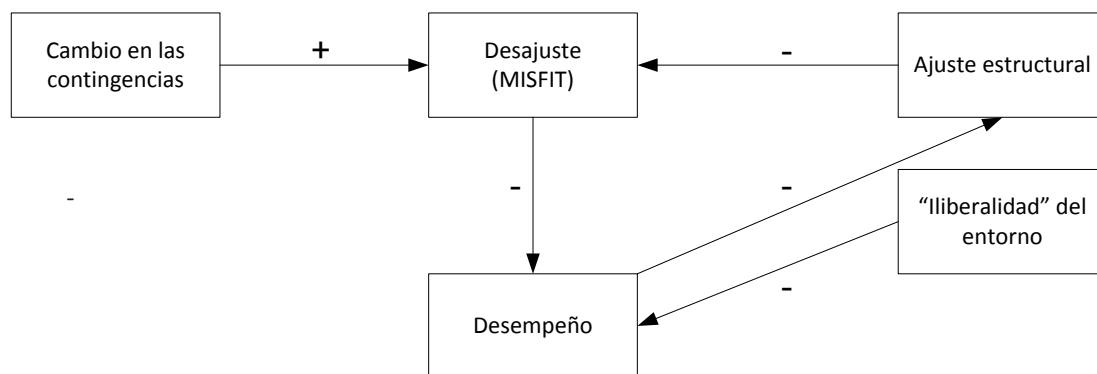 Cambio en las
contingencias
+
Desajuste
(MISFIT)
-
Ajuste estructural
-
-
-
“Iliberalidad” del
entorno
-
Desempeño